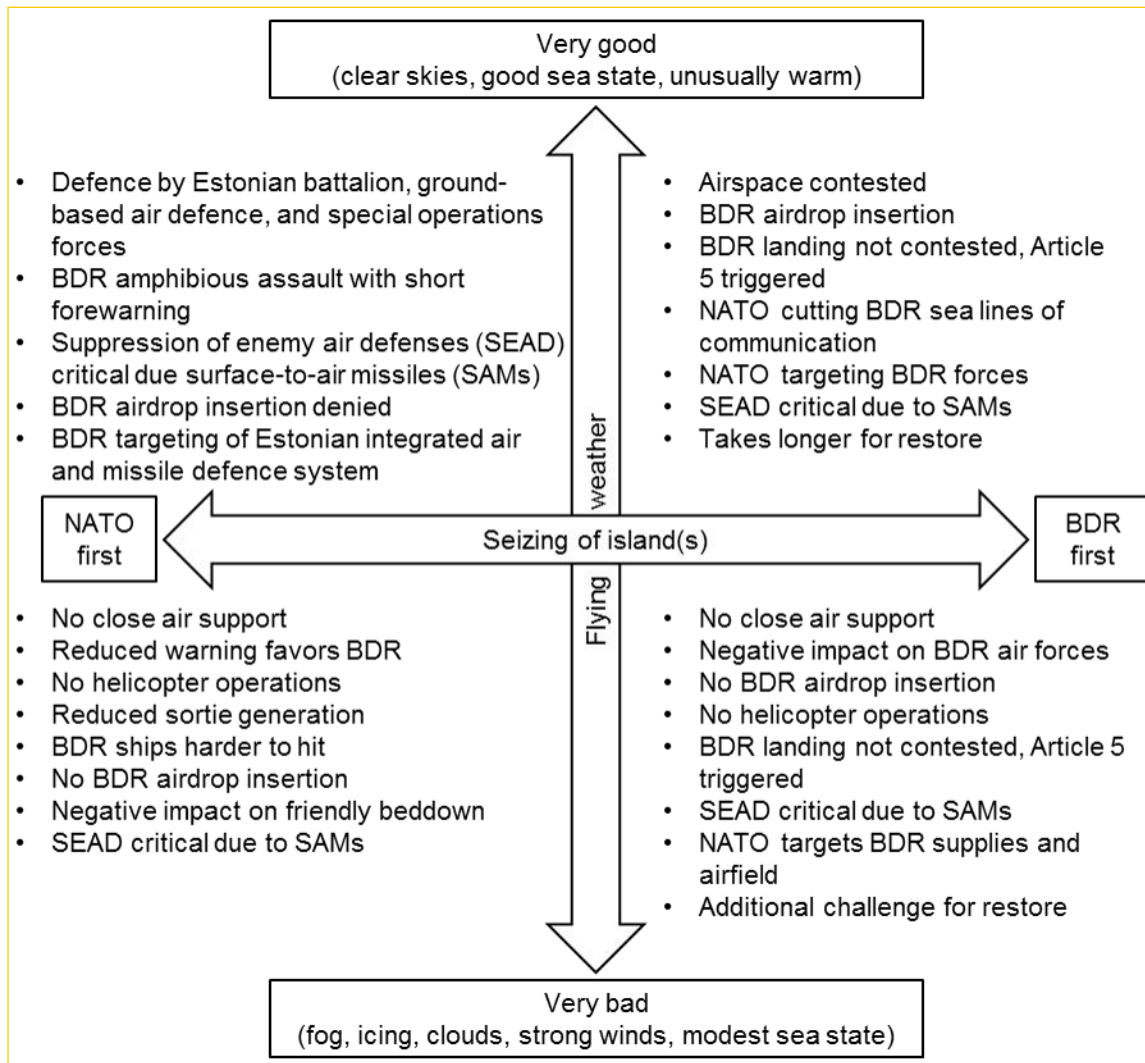 Very good
(clear skies, good sea state, unusually warm)
• Defence by Estonian battalion, ground-
based air defence, and special operations
forces
• BDR amphibious assault with short
forewarning
• Suppression of enemy air defenses (SEAD)
critical due surface-to-air missiles (SAMs)
• BDR airdrop insertion denied
• BDR targeting of Estonian integrated air
and missile defence system
• Airspace contested
• BDR airdrop insertion
• BDR landing not contested, Article
5 triggered
• NATO cutting BDR sea lines of
communication
• NATO targeting BDR forces
• SEAD critical due to SAMs
• Takes longer for restore
NATO
first
Seizing of island(s)
BDR
first
Flying weather
• No close air support
• Reduced warning favors BDR
• No helicopter operations
• Reduced sortie generation
• BDR ships harder to hit
• No BDR airdrop insertion
• Negative impact on friendly beddown
• SEAD critical due to SAMs
• No close air support
• Negative impact on BDR air forces
• No BDR airdrop insertion
• No helicopter operations
• BDR landing not contested, Article 5
triggered
• SEAD critical due to SAMs
• NATO targets BDR supplies and
airfield
• Additional challenge for restore
Very bad
(fog, icing, clouds, strong winds, modest sea state)